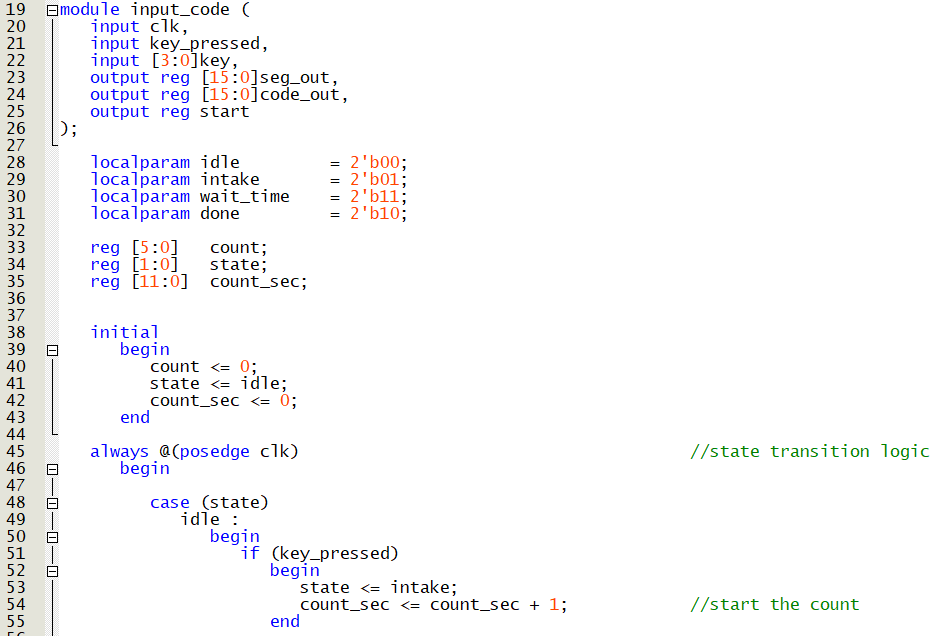 19 module input_code (
20 input clk,
21 input key_pressed,
22 input [3:0]key,
23 output reg [15:0]seg_out,
24 output reg [15:0]code_out,
25 output reg start
26 );
27
28 localparam idle = 2'b00;
29 localparam intake = 2'b01;
30 localparam wait_time = 2'b11;
31 localparam done = 2'b10;
32
33 reg [5:0] count;
34 reg [1:0] state;
35 reg [11:0] count_sec;
36
37
38 initial
39 begin
40 count <= 0;
41 state <= idle;
42 count_sec <= 0;
43 end
44
45 always @(posedge clk) //state transition logic
46 begin
47
48 case (state)
49 idle :
50 begin
51 if (key_pressed)
52 begin
53 state <= intake;
54 count_sec <= count_sec + 1; //start the count
55 end